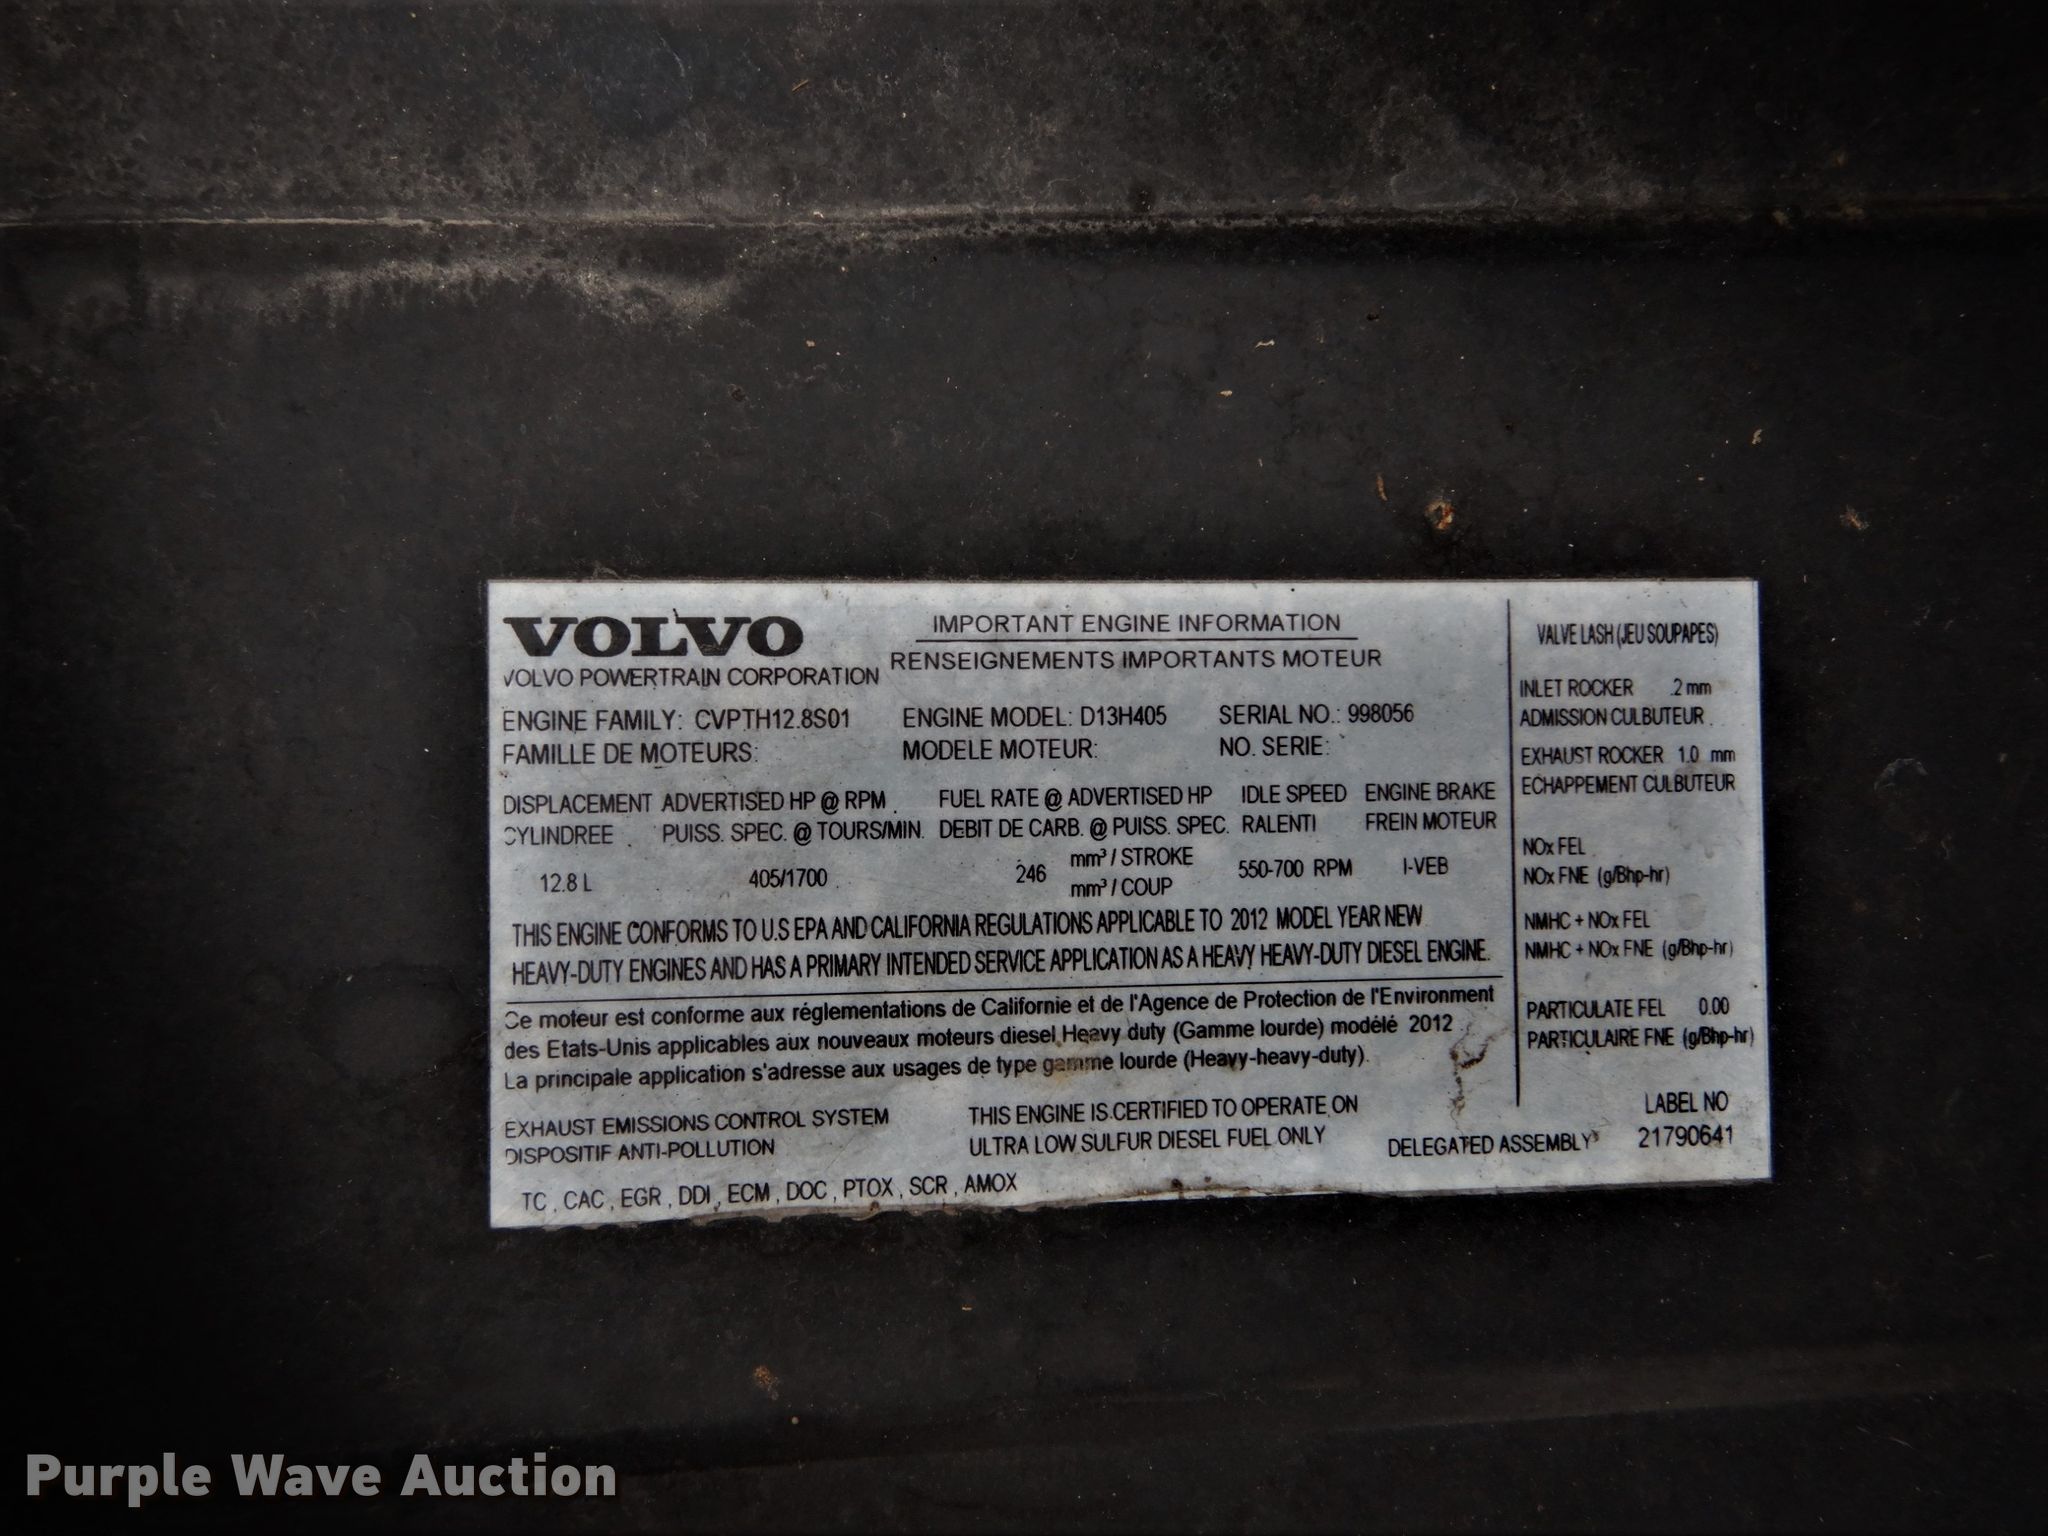 VOLVO
VOLVO POWERTRAIN CORPORATION
IMPORTANT ENGINE INFORMATION
RENSEIGNEMENTS IMPORTANTS MOTEUR
ENGINE FAMILY: CVPTH12.8S01 ENGINE MODEL: D13H405 SERIAL NO.: 998056
FAMILLE DE MOTEURS: MODELE MOTEUR: NO. SERIE:
DISPLACEMENT ADVERTISED HP @ RPM FUEL RATE @ ADVERTISED HP IDLE SPEED ENGINE BRAKE
CYLINDREE PUISS. SPEC. @ TOURS/MIN. DEBIT DE CARB. @ PUISS. SPEC. RALENTI FREIN MOTEUR
12.8 L 405/1700 246 mm³ / STROKE 550-700 RPM I-VEB
mm³ / COUP
THIS ENGINE CONFORMS TO U.S EPA AND CALIFORNIA REGULATIONS APPLICABLE TO 2012 MODEL YEAR NEW
HEAVY-DUTY ENGINES AND HAS A PRIMARY INTENDED SERVICE APPLICATION AS A HEAVY HEAVY-DUTY DIESEL ENGINE.
Ce moteur est conforme aux réglementations de Californie et de l'Agence de Protection de l'Environment
des Etats-Unis applicables aux nouveaux moteurs diesel Heavy duty (Gamme lourde) modélé 2012
La principale application s'adresse aux usages de type gamme lourde (Heavy-heavy-duty).
EXHAUST EMISSIONS CONTROL SYSTEM
DISPOSITIF ANTI-POLLUTION
TC , CAC , EGR , DDI , ECM , DOC , PTOX , SCR , AMOX
THIS ENGINE IS CERTIFIED TO OPERATE ON
ULTRA LOW SULFUR DIESEL FUEL ONLY
DELEGATED ASSEMBLY
VALVE LASH (JEU SOUPAPES)
INLET ROCKER .2 mm
ADMISSION CULBUTEUR
EXHAUST ROCKER 1.0 mm
ECHAPPEMENT CULBUTEUR
NOx FEL
NOx FNE (g/Bhp-hr)
NMHC + NOx FEL
NMHC + NOx FNE (g/Bhp-hr)
PARTICULATE FEL 0.00
PARTICULAIRE FNE (g/Bhp-hr)
LABEL NO
21790641
Purple Wave Auction